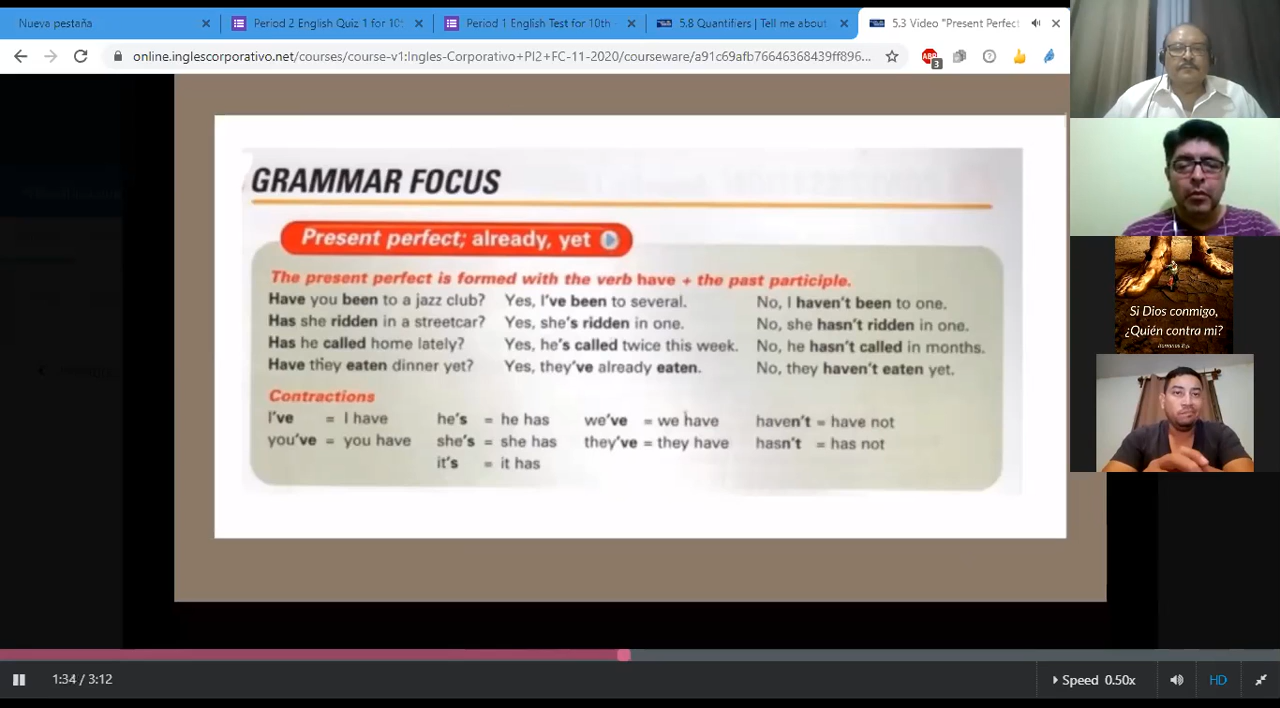 Nueva pestaña
Period 2 English Quiz 1 for 10
Period 1 English Test for 10th
5.8 Quantifiers | Tell me about
5.3 Video "Present Perfect
online.inglescorporativo.net/courses/course-v1:Ingles-Corporativo+PI2+FC-11-2020/courseware/a91c69afb76646368439ff896...
ABP
3
GRAMMAR FOCUS
Present perfect; already, yet
The present perfect is formed with the verb have + the past participle.
Have you been to a jazz club? Yes, I've been to several. No, I haven't been to one.
Has she ridden in a streetcar? Yes, she's ridden in one. No, she hasn't ridden in one.
Has he called home lately? Yes, he's called twice this week. No, he hasn't called in months.
Have they eaten dinner yet? Yes, they've already eaten. No, they haven't eaten yet.
Contractions
I've = I have he's = he has we've = we have haven't = have not
you've = you have she's = she has they've = they have hasn't = has not
it's = it has
Si Dios conmigo,
¿Quién contra mi?
1:34 / 3:12
Speed 0.50x
HD